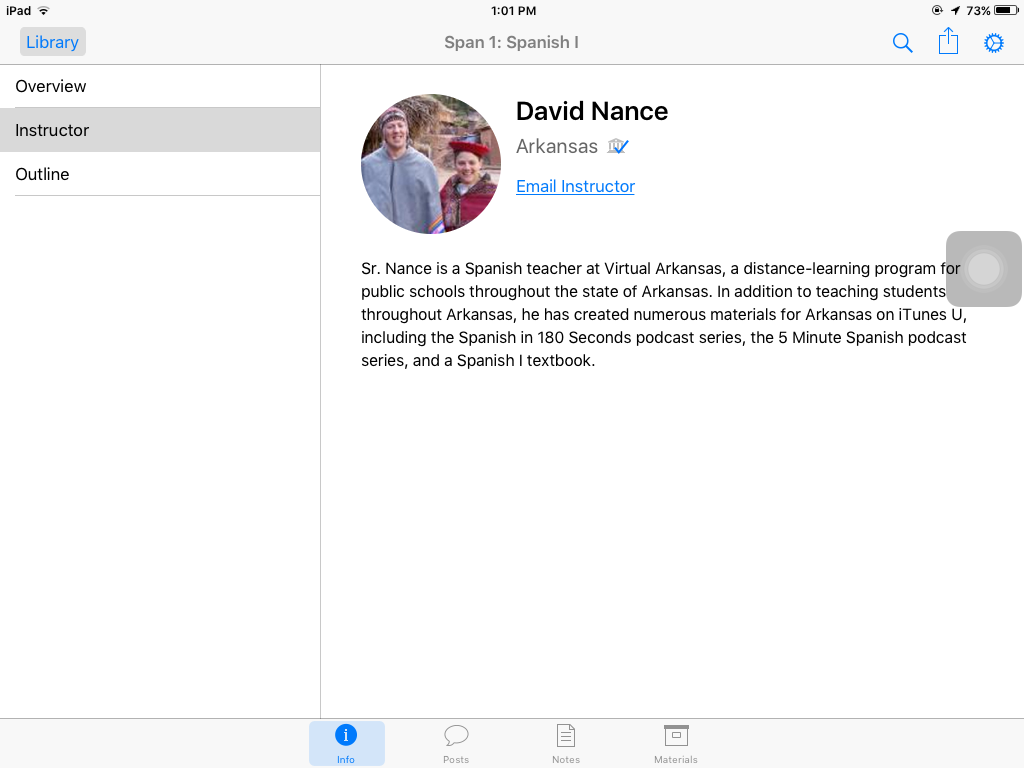 iPad
1:01 PM
73%
Library
Span 1: Spanish I
Overview
Instructor
Outline
David Nance
Arkansas
Email Instructor
Sr. Nance is a Spanish teacher at Virtual Arkansas, a distance-learning program for
public schools throughout the state of Arkansas. In addition to teaching students
throughout Arkansas, he has created numerous materials for Arkansas on iTunes U,
including the Spanish in 180 Seconds podcast series, the 5 Minute Spanish podcast
series, and a Spanish I textbook.
Info
Posts
Notes
Materials